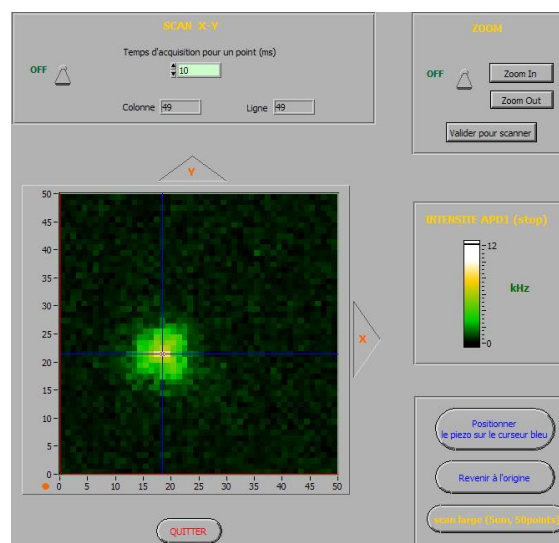 SCAN X-Y
Temps d'acquisition pour un point (ms)
OFF
10
Colonne 49 Ligne 49
ZOOM
OFF
Zoom In
Zoom Out
Valider pour scanner
Y
50
45
40
35
30
25
20
15
10
5
0
0 5 10 15 20 25 30 35 40 45 50
X
INTENSITE APD1 (stop)
12
kHz
0
Positionner
le piezo sur le curseur bleu
Revenir à l'origine
scan large (5um, 50points)
QUITTER